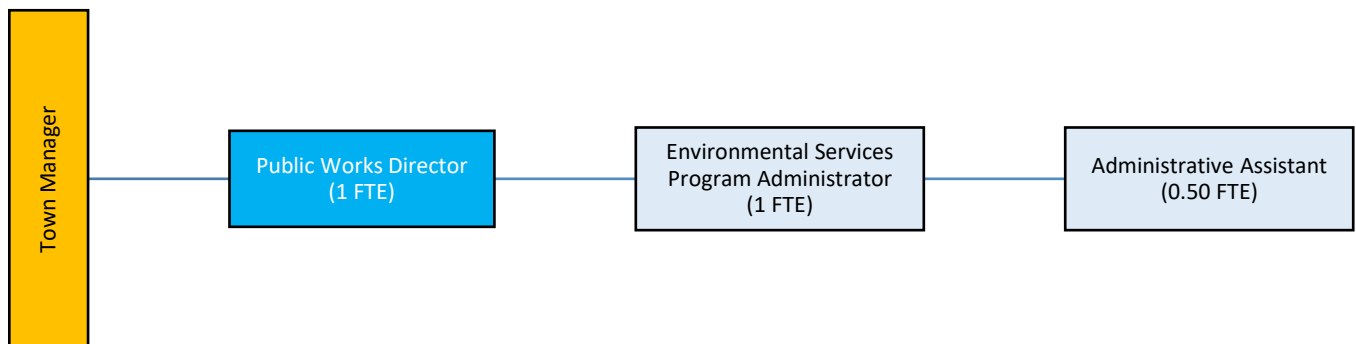 Town Manager
Public Works Director
(1 FTE)
Environmental Services
Program Administrator
(1 FTE)
Administrative Assistant
(0.50 FTE)